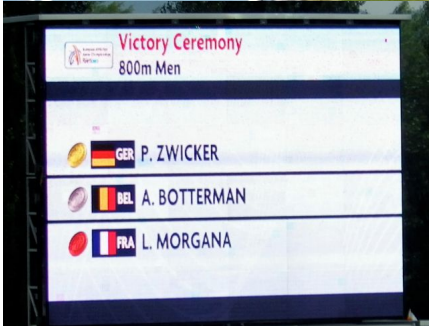 Victory Ceremony
800m Men
GER P. ZWICKER
BEL A. BOTTERMAN
FRA L. MORGANA